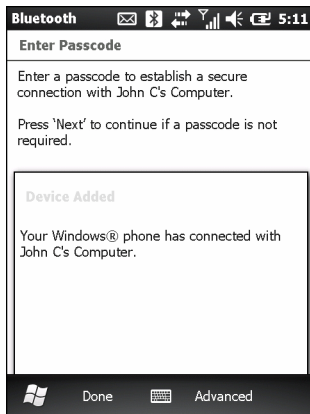 Bluetooth 5:11
Enter Passcode
Enter a passcode to establish a secure
connection with John C's Computer.
Press ‘Next’ to continue if a passcode is not
required.
Device Added
Your Windows® phone has connected with
John C's Computer.
Done Advanced